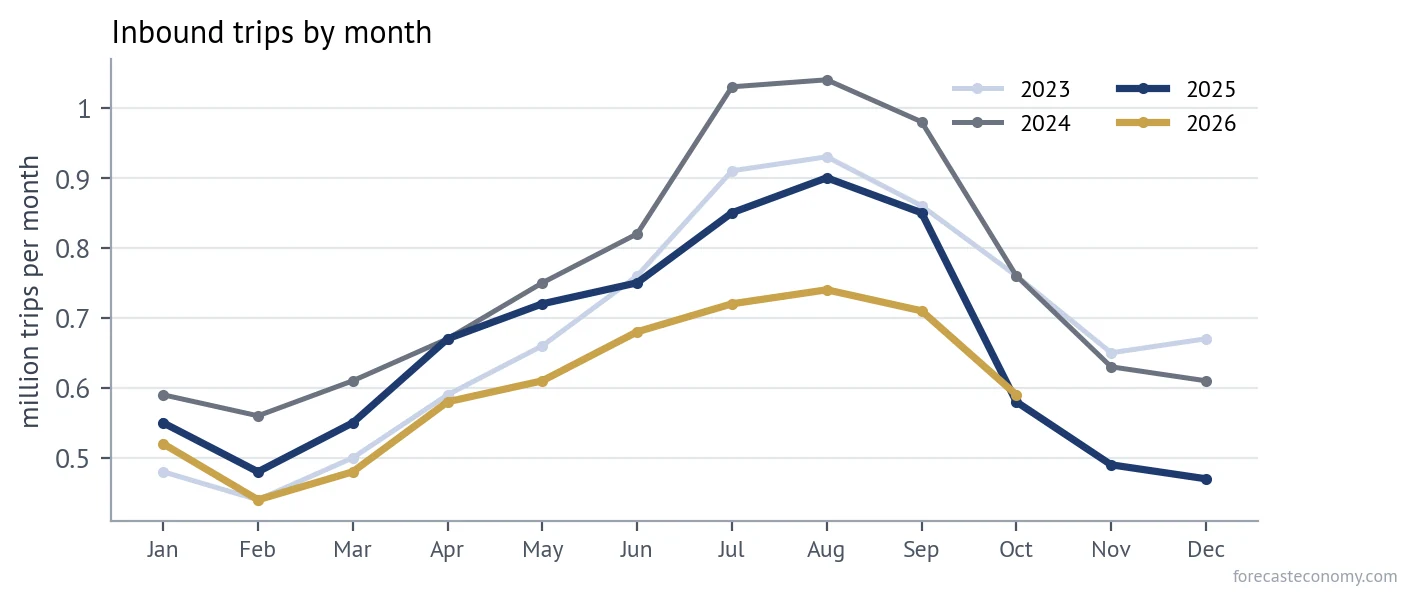 Inbound trips by month
million trips per month
1
0.9
0.8
0.7
0.6
0.5
2023
2024
2025
2026
Jan Feb Mar Apr May Jun Jul Aug Sep Oct Nov Dec
forecasteconomy.com